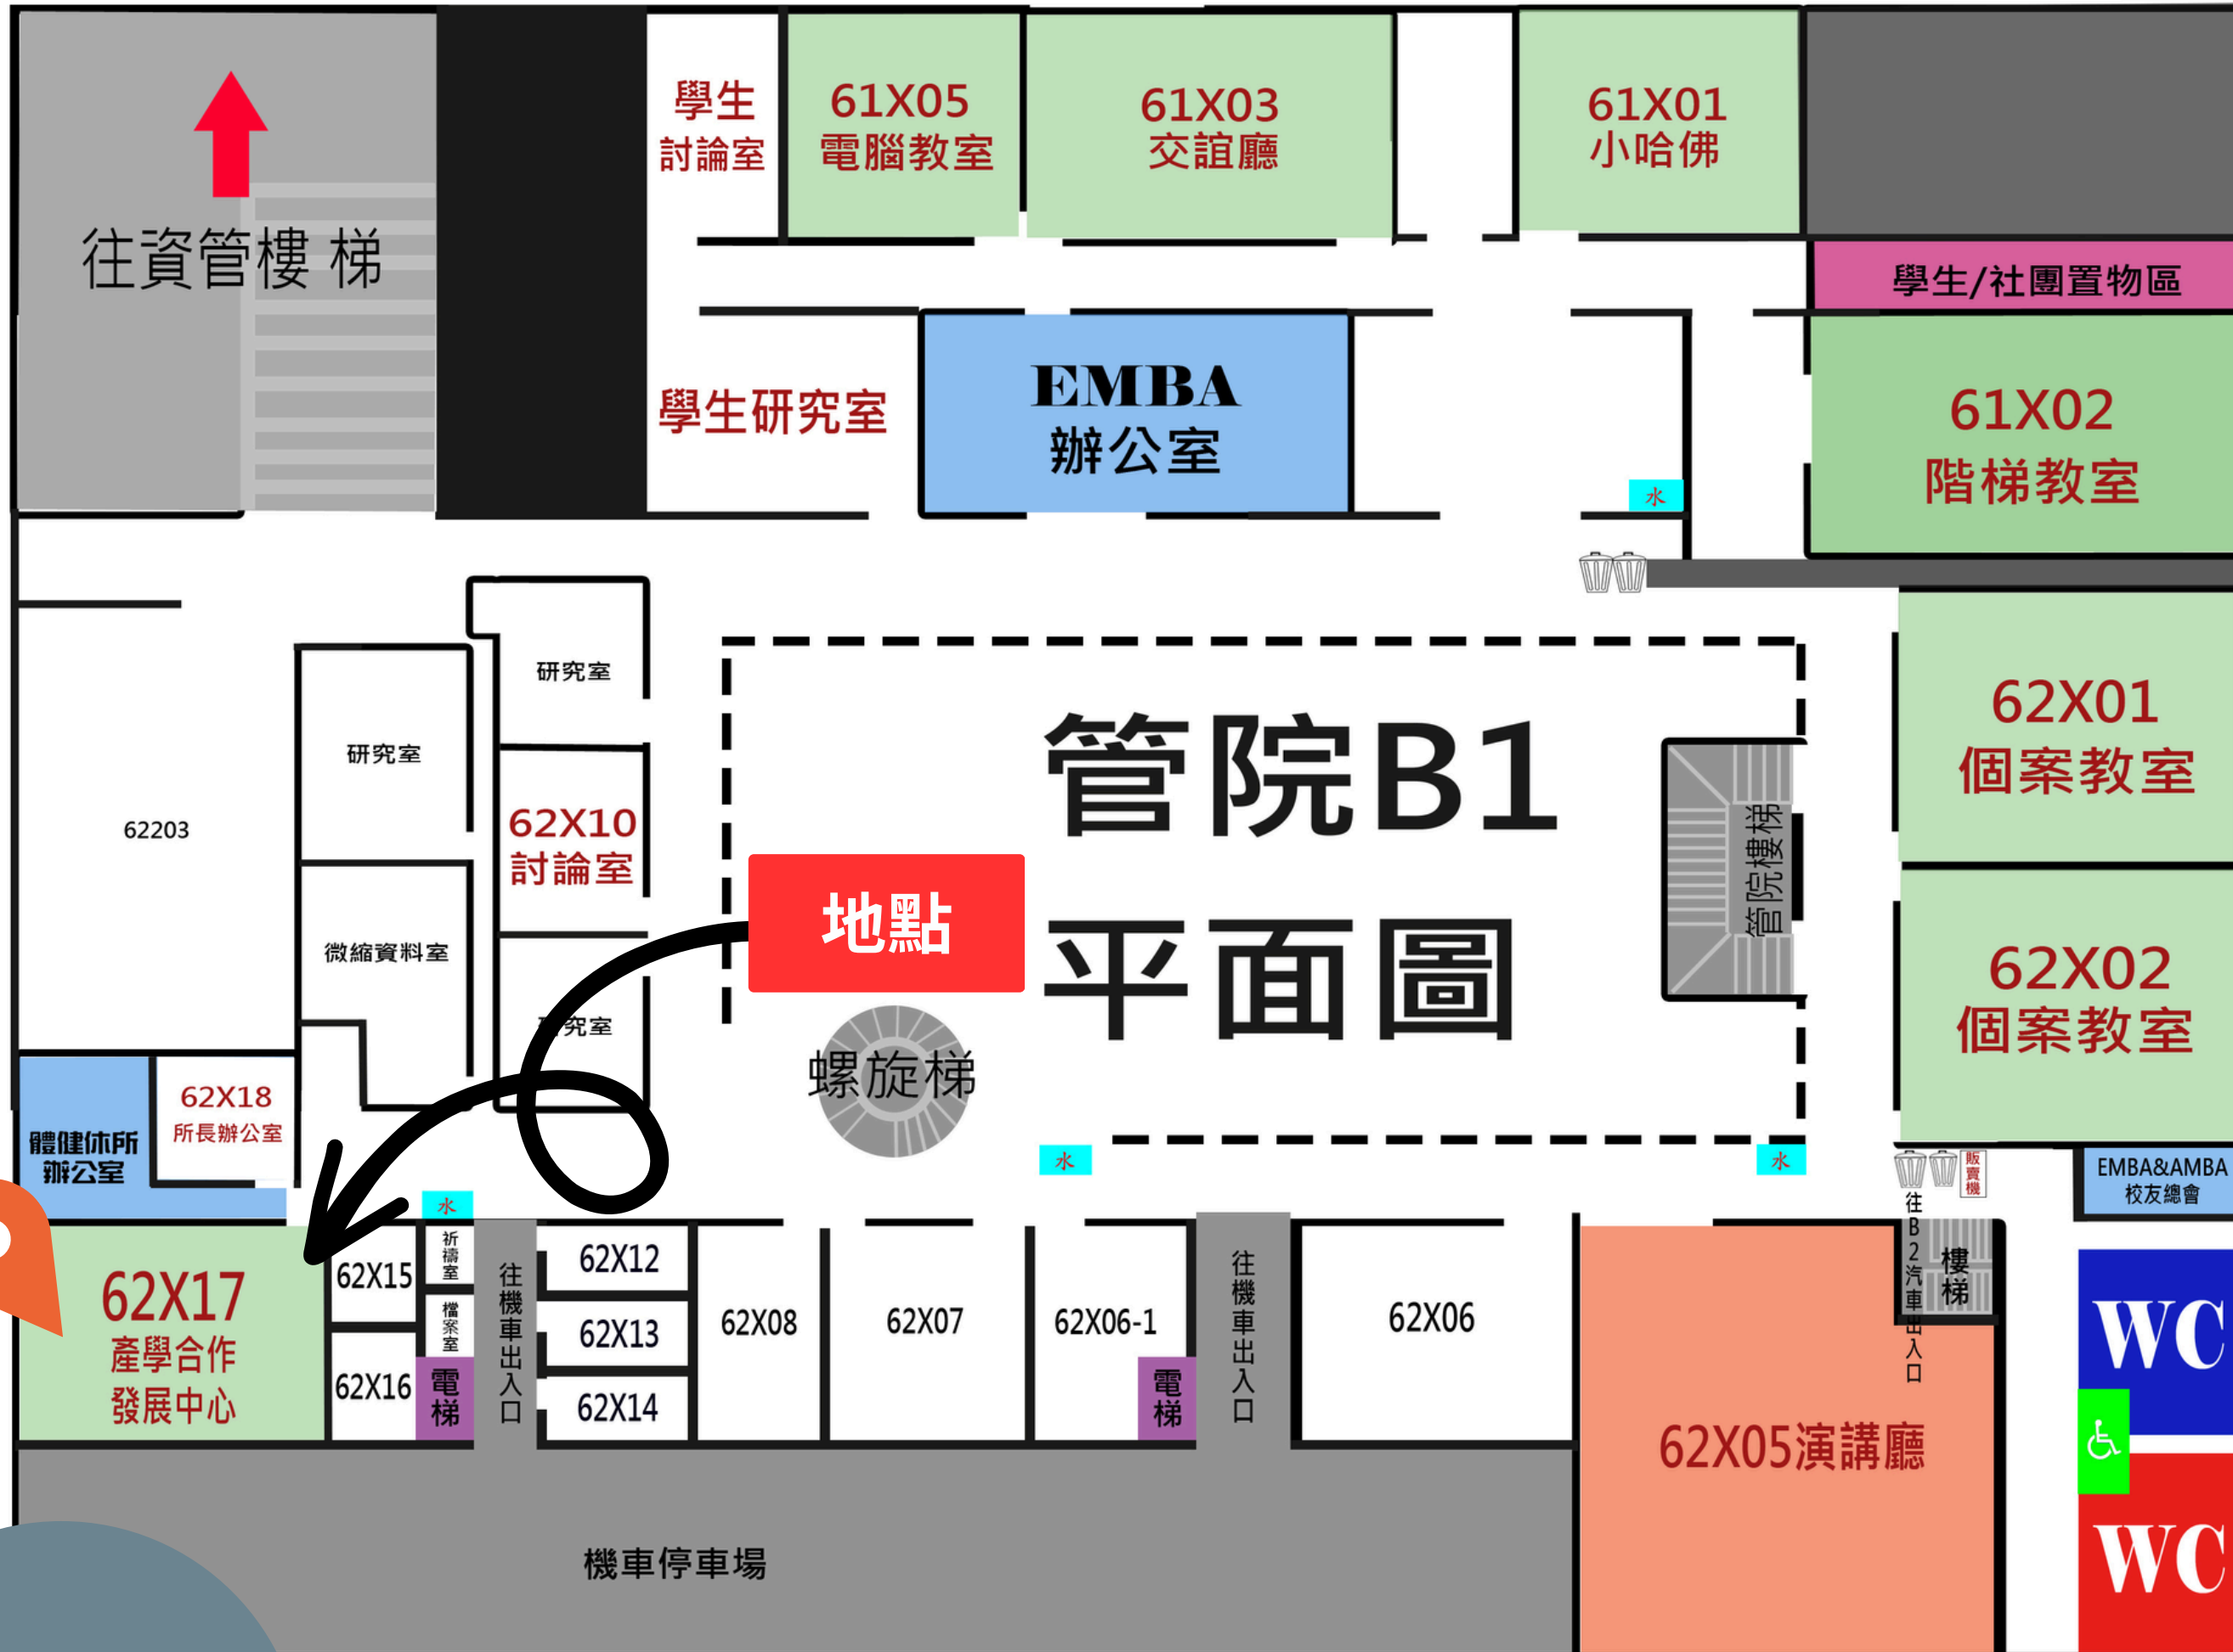 學生
討論室
61X05
電腦教室
61X03
交誼廳
61X01
小哈佛
往資管樓 梯
學生/社團置物區
EMBA
辦公室
學生研究室
61X02
階梯教室
水
研究室
研究室
62203
62X10
討論室
管院B1
平面圖
62X01
個案教室
管院樓梯
地點
微縮資料室
62X02
個案教室
研究室
螺旋梯
62X18
所長辦公室
體健休所
辦公室
水
水
水
販賣機
EMBA&AMBA
校友總會
往B2汽車出入口
樓梯
62X17
產學合作
發展中心
62X15
62X16
祈禱室
檔案室
電梯
往機車出入口
62X12
62X13
62X14
62X08
62X07
62X06-1
電梯
往機車出入口
62X06
62X05演講廳
WC
WC
機車停車場